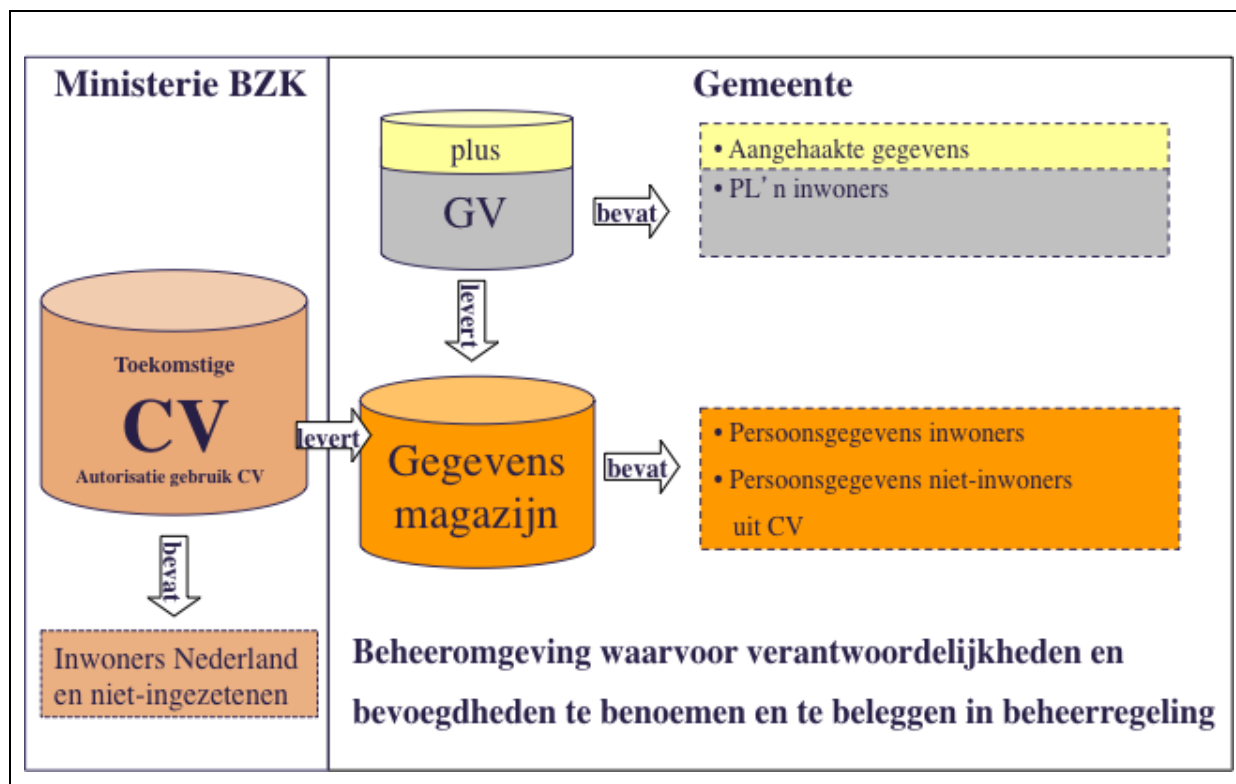 Ministerie BZK
Gemeente
plus
GV
bevat
• Aangehaakte gegevens
• PL’n inwoners
levert
Toekomstige
CV
Autorisatie gebruik CV
levert
Gegevens
magazijn
bevat
• Persoonsgegevens inwoners
• Persoonsgegevens niet-inwoners
uit CV
bevat
Inwoners Nederland
en niet-ingezetenen
Beheeromgeving waarvoor verantwoordelijkheden en
bevoegdheden te benoemen en te beleggen in beheerregeling